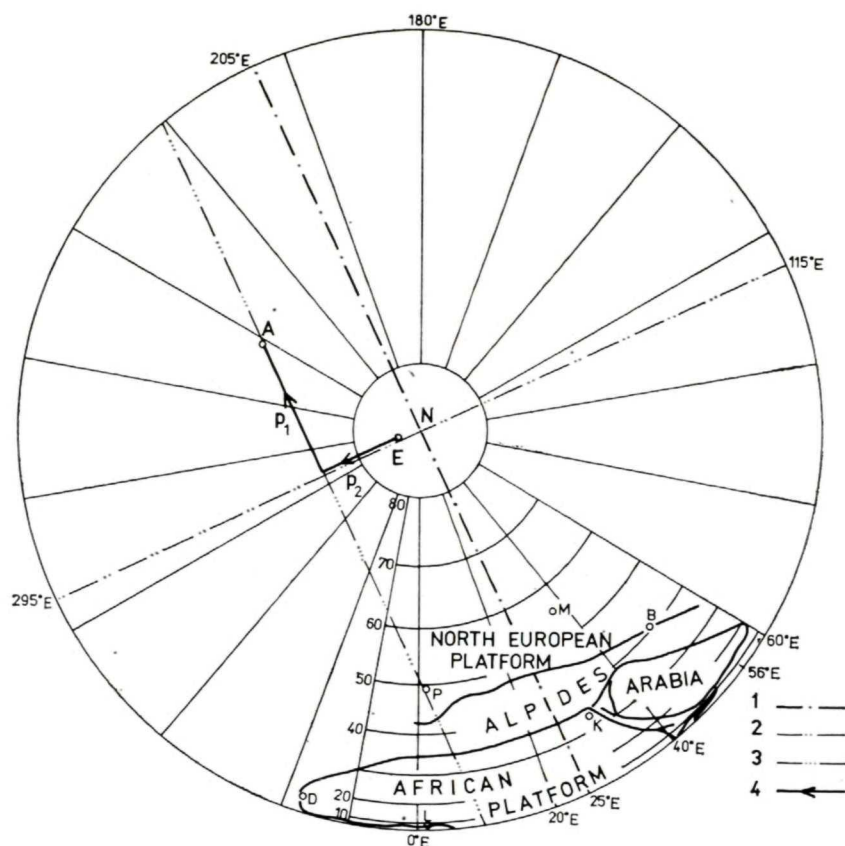 180°E
205°E
115°E
A
N
P1
E
P2
80
295°E
70
60
M
B
NORTH EUROPEAN
PLATFORM
60°E
56°E
50
P
ALPIDES
ARABIA
1
40
K
2
40°E
3
D
AFRICAN
PLATFORM
4
20
10
L
20°E
25°E
0°E